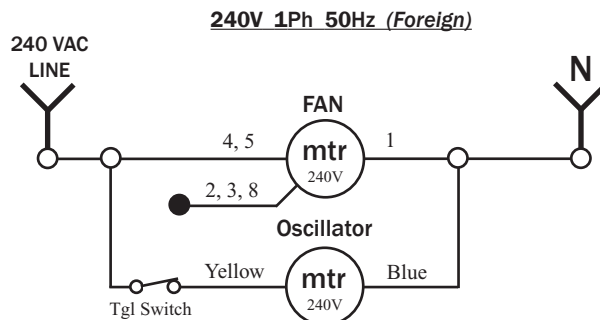 240V 1Ph 50Hz (Foreign)
240 VAC
LINE
N
FAN
4, 5
mtr
240V
1
2, 3, 8
Oscillator
Yellow
mtr
240V
Blue
Tgl Switch